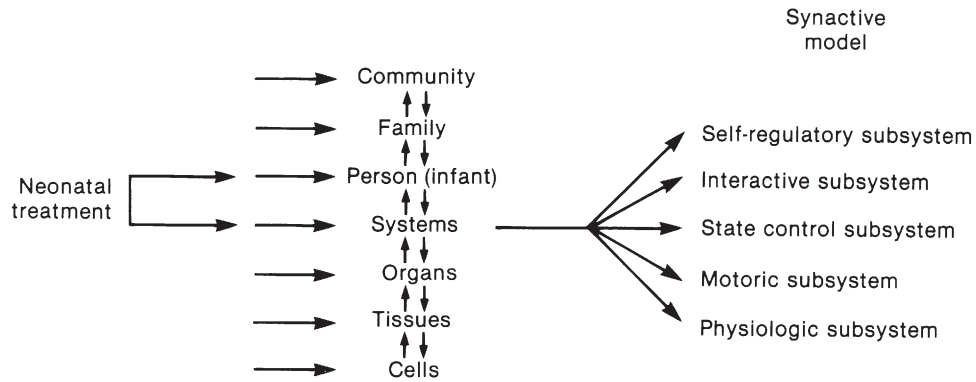 Synactive
model
Community
Family
Person (infant)
Systems
Organs
Tissues
Cells
Neonatal
treatment
Self-regulatory subsystem
Interactive subsystem
State control subsystem
Motoric subsystem
Physiologic subsystem